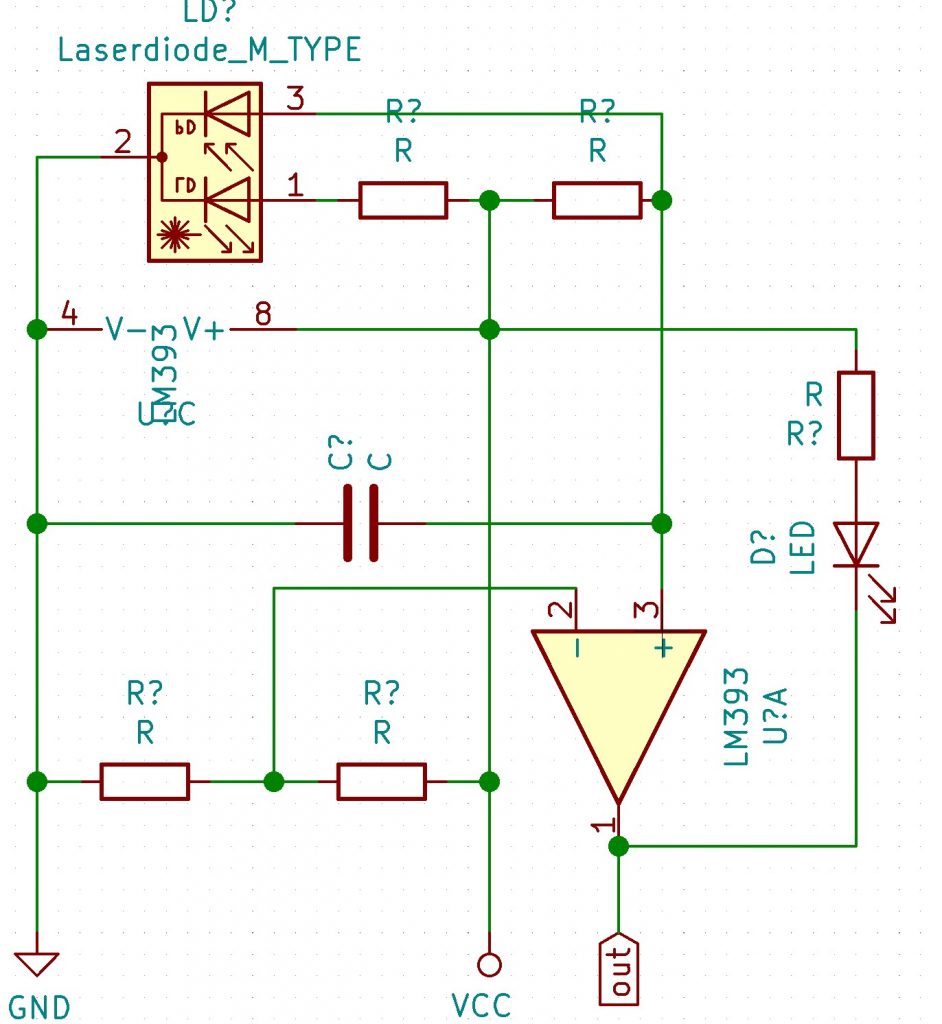 LD?
Laserdiode_M_TYPE
3
R?
R?
PD
2
R
R
LD
1
4
V-
V+
8
LM393
U?C
R
R?
C?
C
D?
LED
2
3
-
+
R?
R
R?
R
LM393
U?A
1
out
GND
VCC